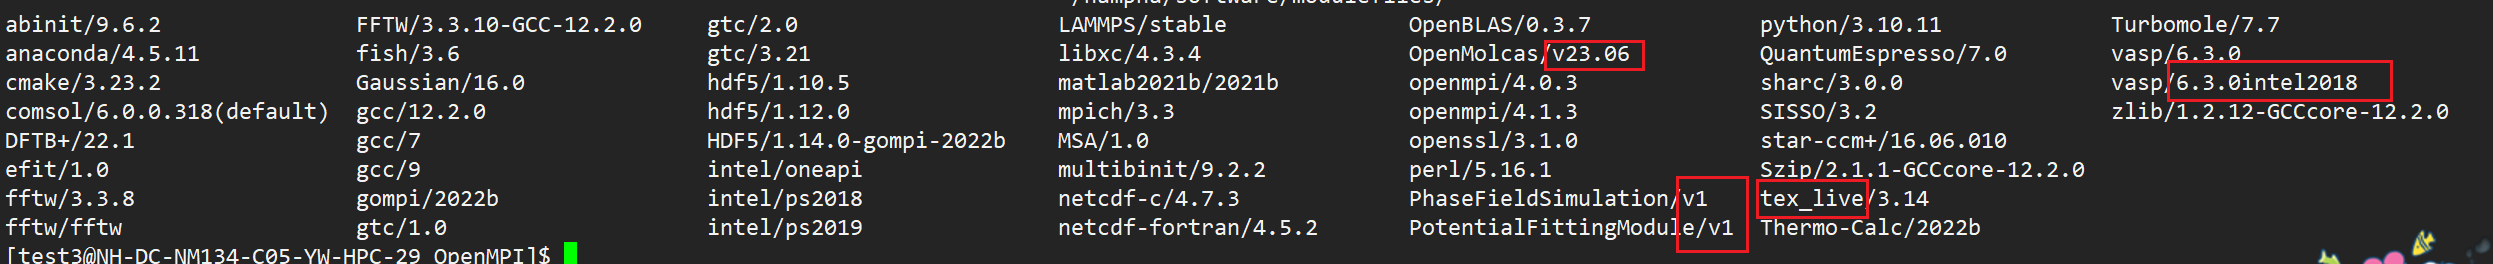 /hampha/software/modulefiles/
abinit/9.6.2 FFTW/3.3.10-GCC-12.2.0 gtc/2.0 LAMMPS/stable OpenBLAS/0.3.7 python/3.10.11 Turbomole/7.7
anaconda/4.5.11 fish/3.6 gtc/3.21 libxc/4.3.4 OpenMolcas/v23.06 QuantumEspresso/7.0 vasp/6.3.0
cmake/3.23.2 Gaussian/16.0 hdf5/1.10.5 matlab2021b/2021b openmpi/4.0.3 sharc/3.0.0 vasp/6.3.0intel2018
comsol/6.0.0.318(default) gcc/12.2.0 hdf5/1.12.0 mpich/3.3 openmpi/4.1.3 SISSO/3.2 zlib/1.2.12-GCCcore-12.2.0
DFTB+/22.1 gcc/7 HDF5/1.14.0-gompi-2022b MSA/1.0 openssl/3.1.0 star-ccm+/16.06.010
efit/1.0 gcc/9 intel/oneapi multibinit/9.2.2 perl/5.16.1 Szip/2.1.1-GCCcore-12.2.0
fftw/3.3.8 gompi/2022b intel/ps2018 netcdf-c/4.7.3 PhaseFieldSimulation/v1 tex_live/3.14
fftw/fftw gtc/1.0 intel/ps2019 netcdf-fortran/4.5.2 PotentialFittingModule/v1 Thermo-Calc/2022b
[test3@NH-DC-NM134-C05-YW-HPC-29 OpenMPI]$